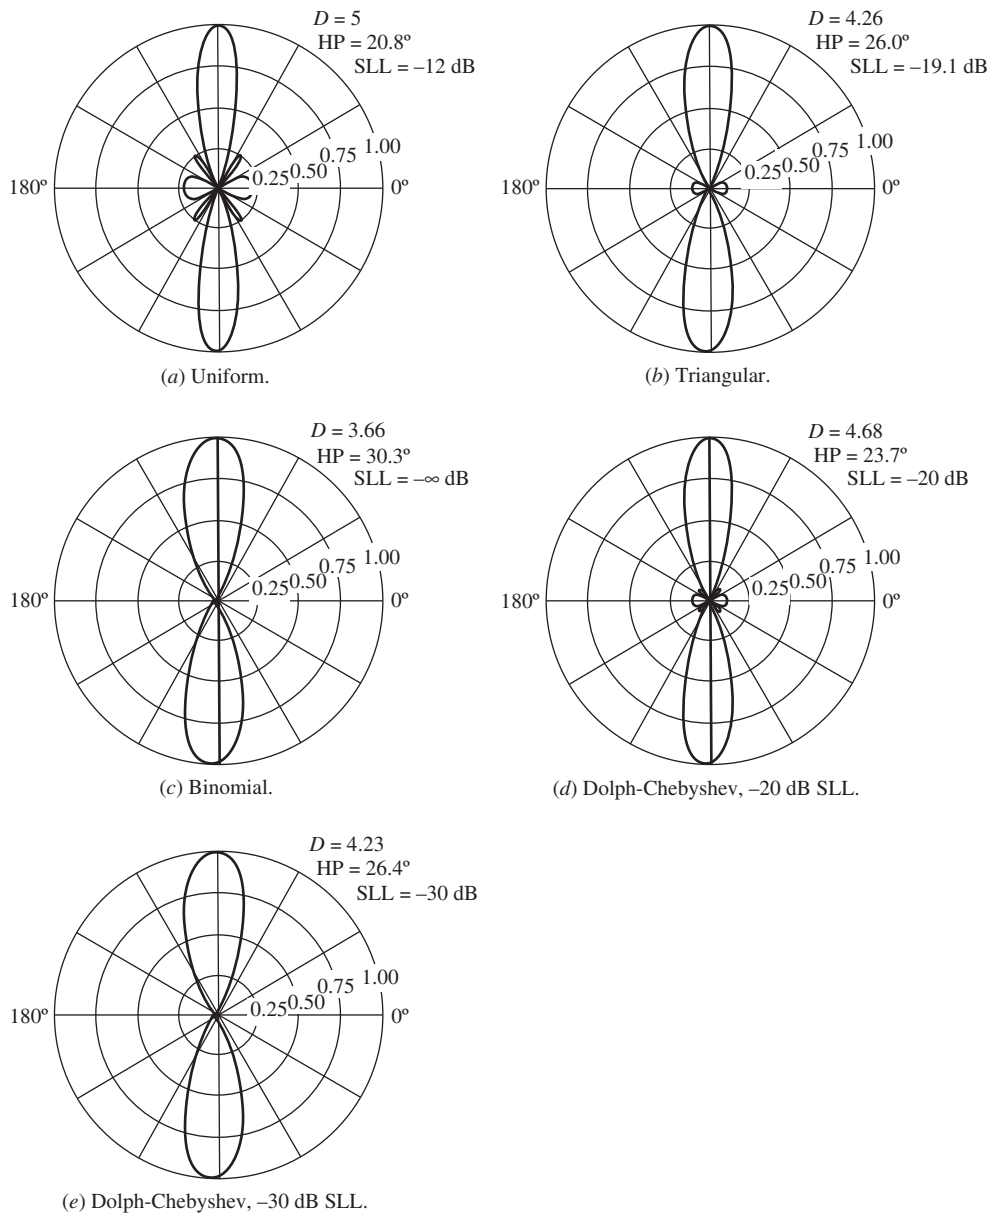 D = 5
HP = 20.8º
SLL = –12 dB
1.00
0.75
0.50
0.25
180º
0º
(a) Uniform.
D = 4.26
HP = 26.0º
SLL = –19.1 dB
1.00
0.75
0.50
0.25
180º
0º
(b) Triangular.
D = 3.66
HP = 30.3º
SLL = –∞ dB
1.00
0.75
0.50
0.25
180º
0º
(c) Binomial.
D = 4.68
HP = 23.7º
SLL = –20 dB
1.00
0.75
0.50
0.25
180º
0º
(d) Dolph-Chebyshev, –20 dB SLL.
D = 4.23
HP = 26.4º
SLL = –30 dB
1.00
0.75
0.50
0.25
180º
0º
(e) Dolph-Chebyshev, –30 dB SLL.